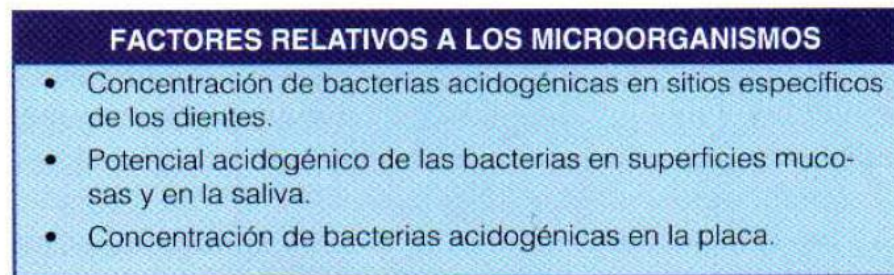 FACTORES RELATIVOS A LOS MICROORGANISMOS
• Concentración de bacterias acidogénicas en sitios específicos
de los dientes.
• Potencial acidogénico de las bacterias en superficies muco-
sas y en la saliva.
• Concentración de bacterias acidogénicas en la placa.